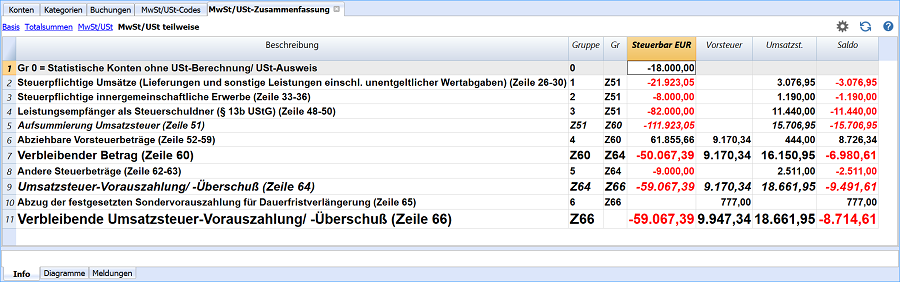 Konten Kategorien Buchungen MwSt/USt-Codes MwSt/USt-Zusammenfassung
Basis Totalsummen MwSt/USt MwSt/USt teilweise
Beschreibung Gruppe Gr Steuerbar EUR Vorsteuer Umsatzst. Saldo
1 Gr 0 = Statistische Konten ohne USt-Berechnung/ USt-Ausweis 0 -18.000,00
2 Steuerpflichtige Umsätze (Lieferungen und sonstige Leistungen einschl. unentgeltlicher Wertabgaben) (Zeile 26-30) 1 Z51 -21.923,05 3.076,95 -3.076,95
3 Steuerpflichtige innergemeinschaftliche Erwerbe (Zeile 33-36) 2 Z51 -8.000,00 1.190,00 -1.190,00
4 Leistungsempfänger als Steuerschuldner (§ 13b UStG) (Zeile 48-50) 3 Z51 -82.000,00 11.440,00 -11.440,00
5 Aufsummierung Umsatzsteuer (Zeile 51) Z51 Z60 -111.923,05 15.706,95 -15.706,95
6 Abziehbare Vorsteuerbeträge (Zeile 52-59) 4 Z60 61.855,66 9.170,34 444,00 8.726,34
7 Verbleibender Betrag (Zeile 60) Z60 Z64 -50.067,39 9.170,34 16.150,95 -6.980,61
8 Andere Steuerbeträge (Zeile 62-63) 5 Z64 -9.000,00 2.511,00 -2.511,00
9 Umsatzsteuer-Vorauszahlung/ -Überschuß (Zeile 64) Z64 Z66 -59.067,39 9.170,34 18.661,95 -9.491,61
10 Abzug der festgesetzten Sondervorauszahlung für Dauerfristverlängerung (Zeile 65) 6 Z66 777,00 777,00
11 Verbleibende Umsatzsteuer-Vorauszahlung/ -Überschuß (Zeile 66) Z66 -59.067,39 9.947,34 18.661,95 -8.714,61
Info Diagramme Meldungen